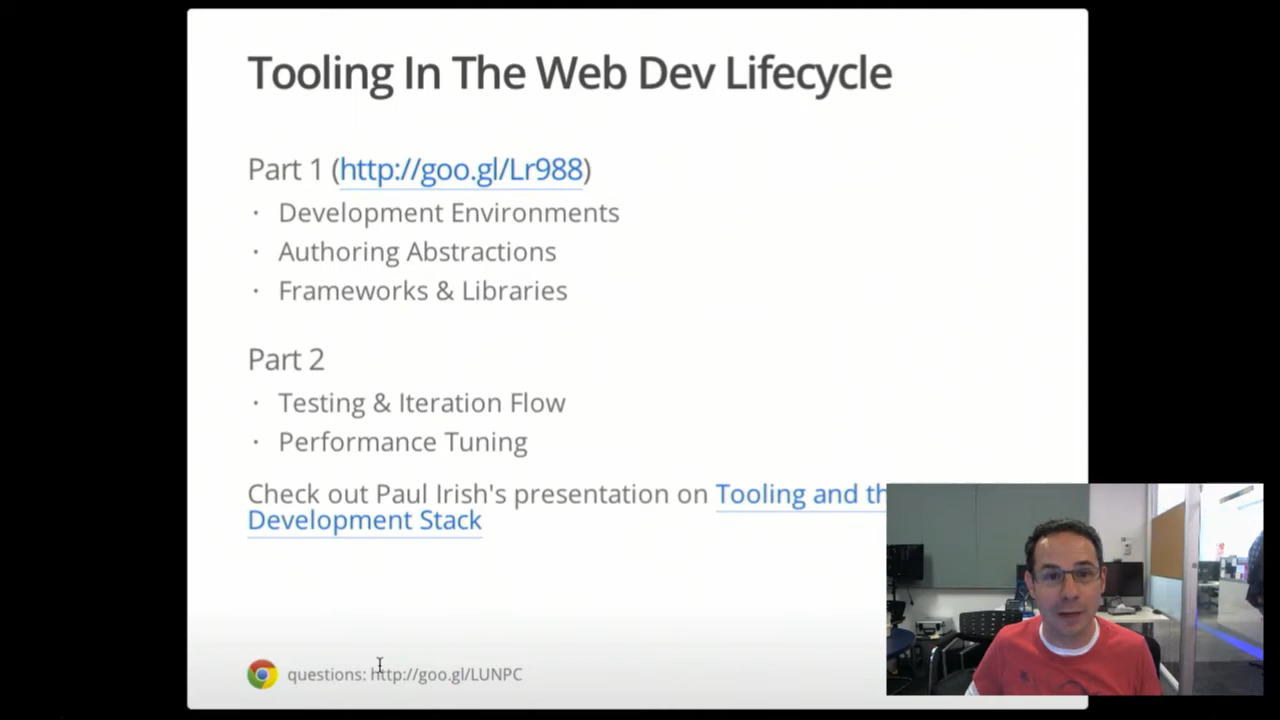 Tooling In The Web Dev Lifecycle
Part 1 (http://goo.gl/Lr988)
· Development Environments
· Authoring Abstractions
· Frameworks & Libraries
Part 2
· Testing & Iteration Flow
· Performance Tuning
Check out Paul Irish's presentation on Tooling and th
Development Stack
questions: http://goo.gl/LUNPC